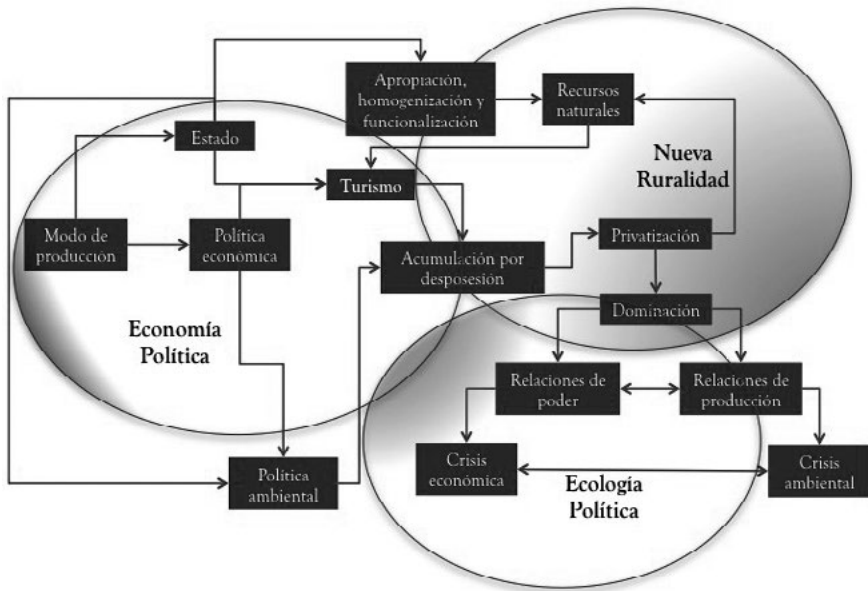 Apropiación,
homogenización y
funcionalización
Recursos
naturales
Estado
Nueva
Ruralidad
Turismo
Modo de
producción
Política
económica
Privatización
Acumulación por
desposesión
Dominación
Economía
Política
Relaciones de
poder
Relaciones de
producción
Política
ambiental
Crisis
económica
Ecología
Política
Crisis
ambiental